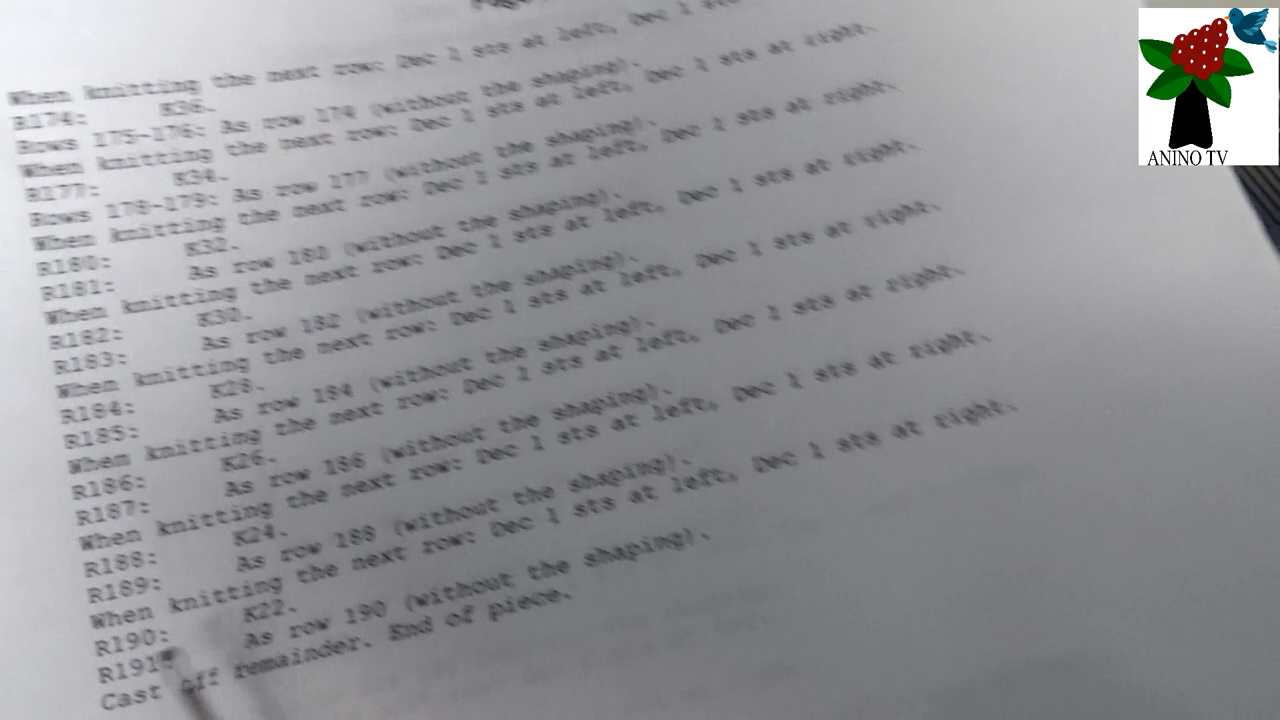 When knitting the next row: Dec 1 sts at left, Dec 1 sts
R174: K36.
Rows 175-176: As row 174 (without the shaping).
When knitting the next row: Dec 1 sts at left, Dec 1 sts at right.
R177: K34.
Rows 178-179: As row 177 (without the shaping).
When knitting the next row: Dec 1 sts at left, Dec 1 sts at right.
R180: K32.
R181: As row 180 (without the shaping).
When knitting the next row: Dec 1 sts at left, Dec 1 sts at right.
R182: K30.
R183: As row 182 (without the shaping).
When knitting the next row: Dec 1 sts at left, Dec 1 sts at right.
R184: K28.
R185: As row 184 (without the shaping).
When knitting the next row: Dec 1 sts at left, Dec 1 sts at right.
R186: K26.
R187: As row 186 (without the shaping).
When knitting the next row: Dec 1 sts at left, Dec 1 sts at right.
R188: K24.
R189: As row 188 (without the shaping).
When knitting the next row: Dec 1 sts at left, Dec 1 sts at right.
R190: K22.
R191: As row 190 (without the shaping).
Cast off remainder. End of piece.
ANINO TV